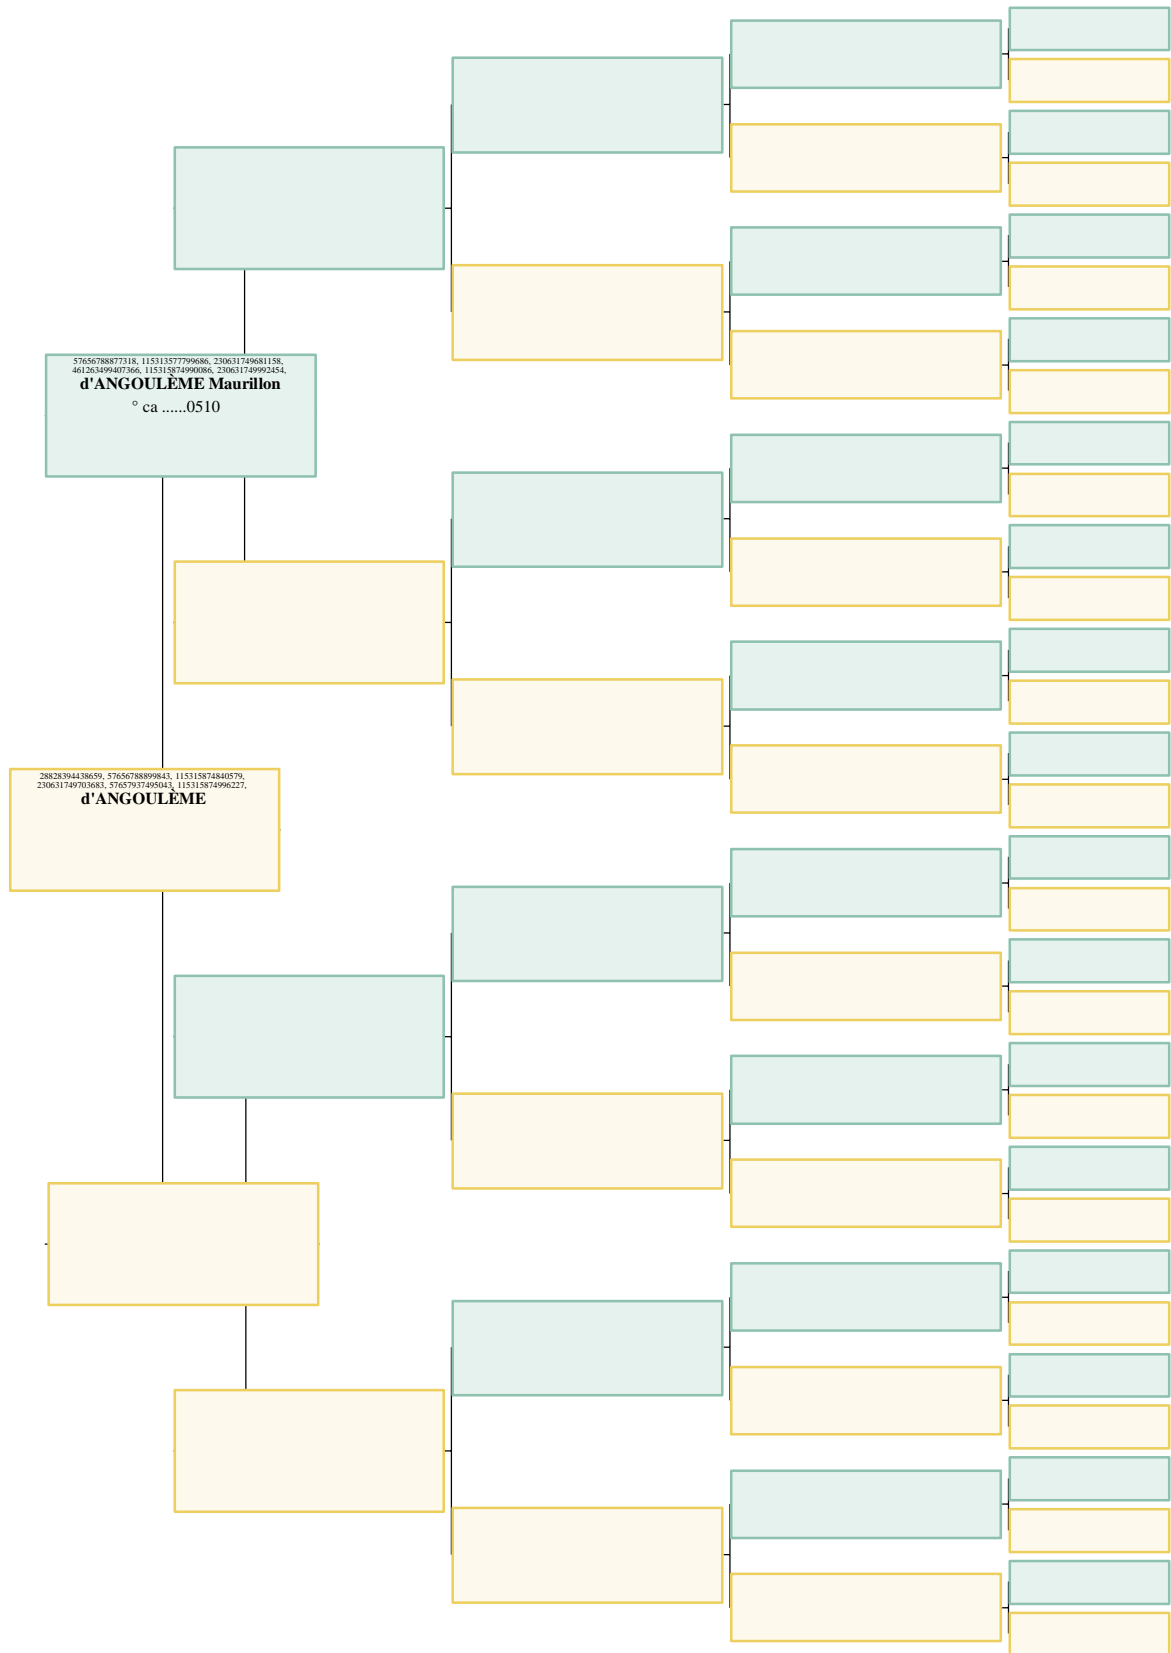 57656788877318, 115313577799686, 230631749681158,
461263499407366, 115315874990086, 230631749992454,
d'ANGOULÈME Maurillon
° ca ......0510
28828394438659, 57656788899843, 115315874840579,
230631749703683, 57657937495043, 115315874996227,
d'ANGOULÈME